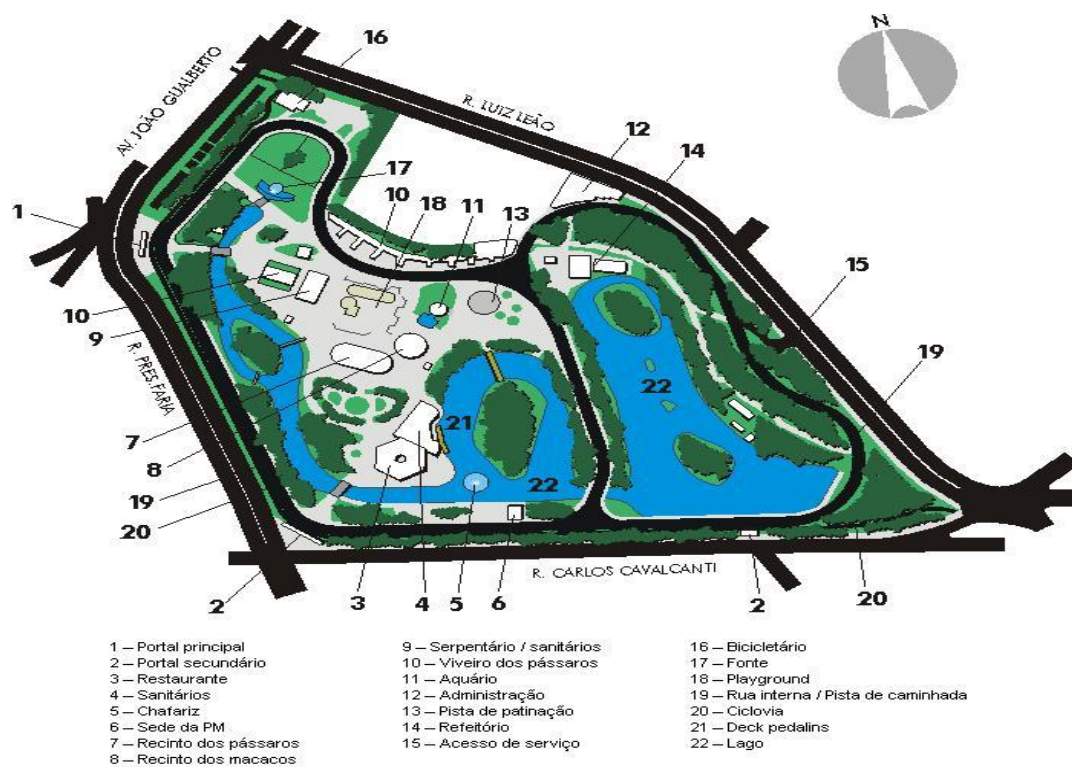 N
16
AV. JOÃO GUALBERTO
R. LUIZ LEÃO
12
14
17
10
18
11
13
1
15
10
9
R. PRES.FARIA
19
22
7
21
8
19
22
20
R. CARLOS CAVALCANTI
2
3
4
5
6
2
20
1 – Portal principal
2 – Portal secundário
3 – Restaurante
4 – Sanitários
5 – Chafariz
6 – Sede da PM
7 – Recinto dos pássaros
8 – Recinto dos macacos
9 – Serpentário / sanitários
10 – Viveiro dos pássaros
11 – Aquário
12 – Administração
13 – Pista de patinação
14 – Refeitório
15 – Acesso de serviço
16 – Bicicletário
17 – Fonte
18 – Playground
19 – Rua interna / Pista de caminhada
20 – Ciclovia
21 – Deck pedalins
22 – Lago